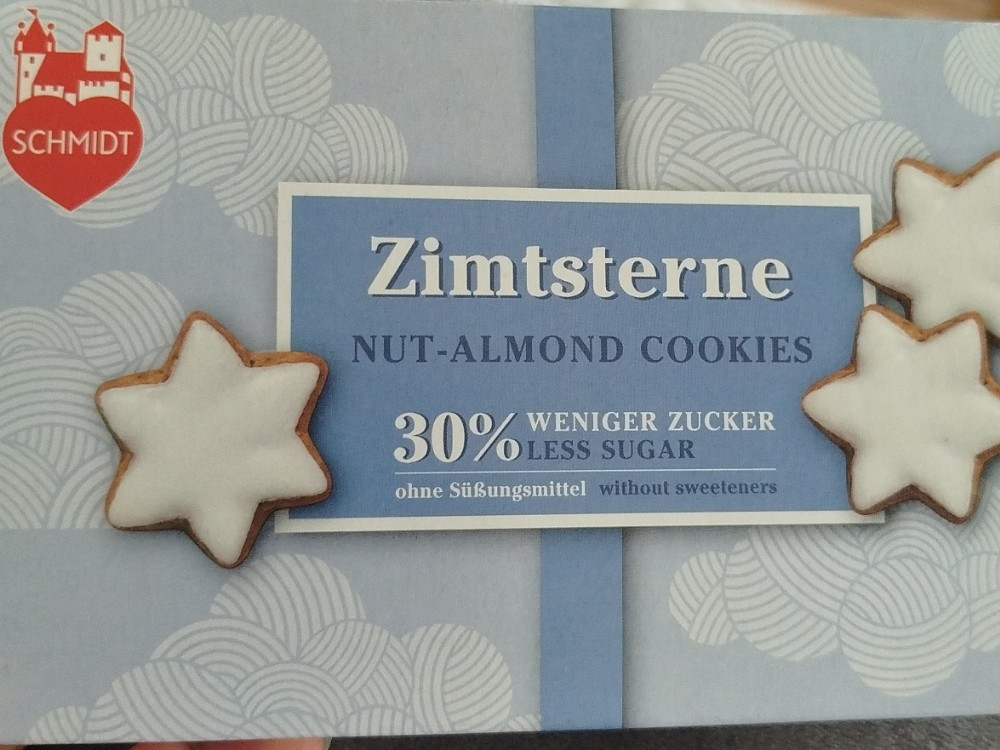 SCHMIDT
Zimtsterne
NUT-ALMOND COOKIES
30% WENIGER ZUCKER
LESS SUGAR
ohne Süßungsmittel without sweeteners